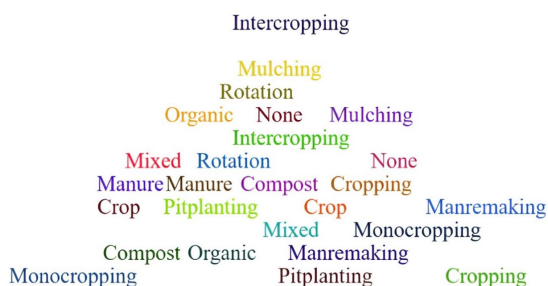 Intercropping
Mulching
Rotation
Organic None Mulching
Intercropping
Mixed Rotation None
Manure Manure Compost Cropping
Crop Pitplanting Crop Manremaking
Mixed Monocropping
Compost Organic Manremaking
Monocropping Pitplanting Cropping